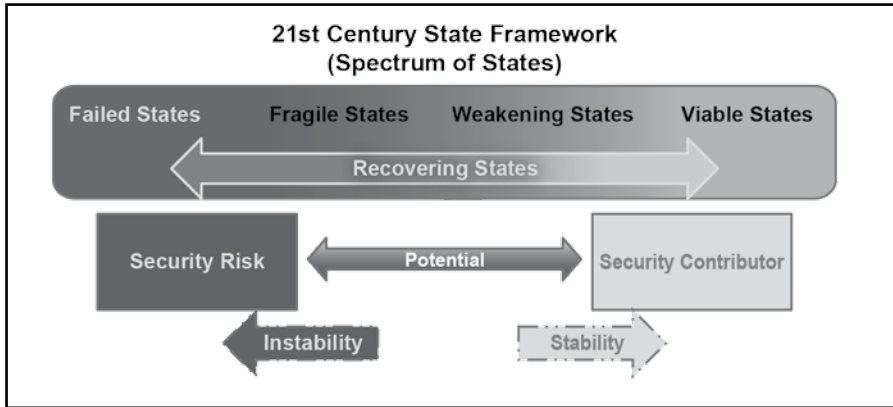 21st Century State Framework
(Spectrum of States)
Failed States Fragile States Weakening States Viable States
Recovering States
Security Risk Potential Security Contributor
Instability Stability